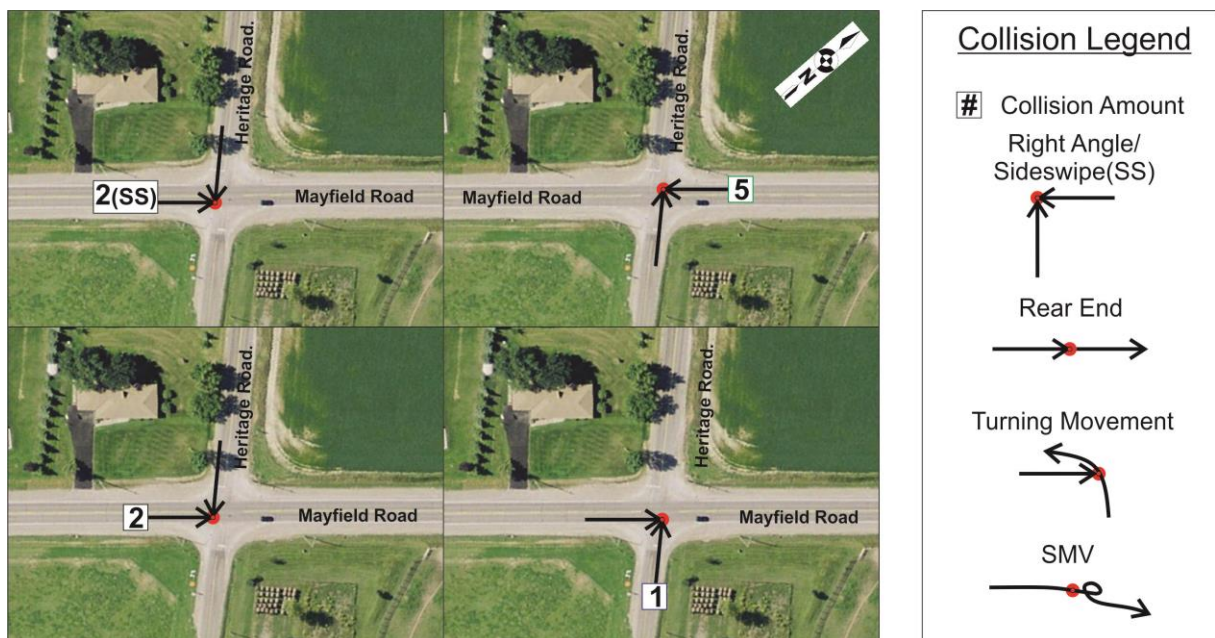 Heritage Road.
2(SS)
Mayfield Road
Heritage Road.
N
Mayfield Road
5
Heritage Road.
2
Mayfield Road
Heritage Road.
Mayfield Road
1
Collision Legend
# Collision Amount
Right Angle/
Sideswipe(SS)
Rear End
Turning Movement
SMV